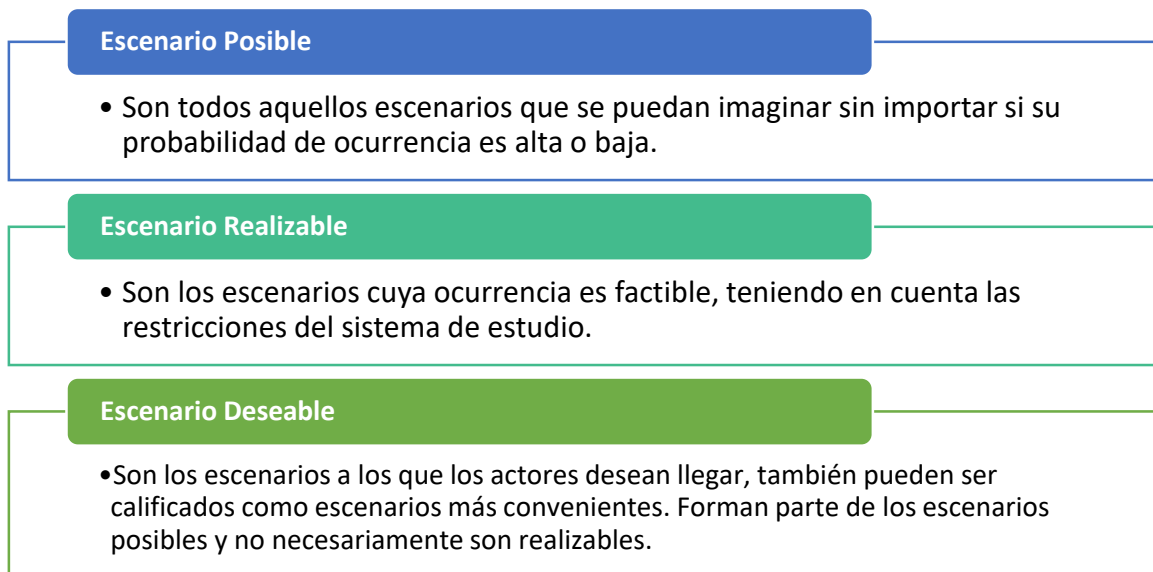 Escenario Posible
• Son todos aquellos escenarios que se puedan imaginar sin importar si su
probabilidad de ocurrencia es alta o baja.
Escenario Realizable
• Son los escenarios cuya ocurrencia es factible, teniendo en cuenta las
restricciones del sistema de estudio.
Escenario Deseable
•Son los escenarios a los que los actores desean llegar, también pueden ser
calificados como escenarios más convenientes. Forman parte de los escenarios
posibles y no necesariamente son realizables.